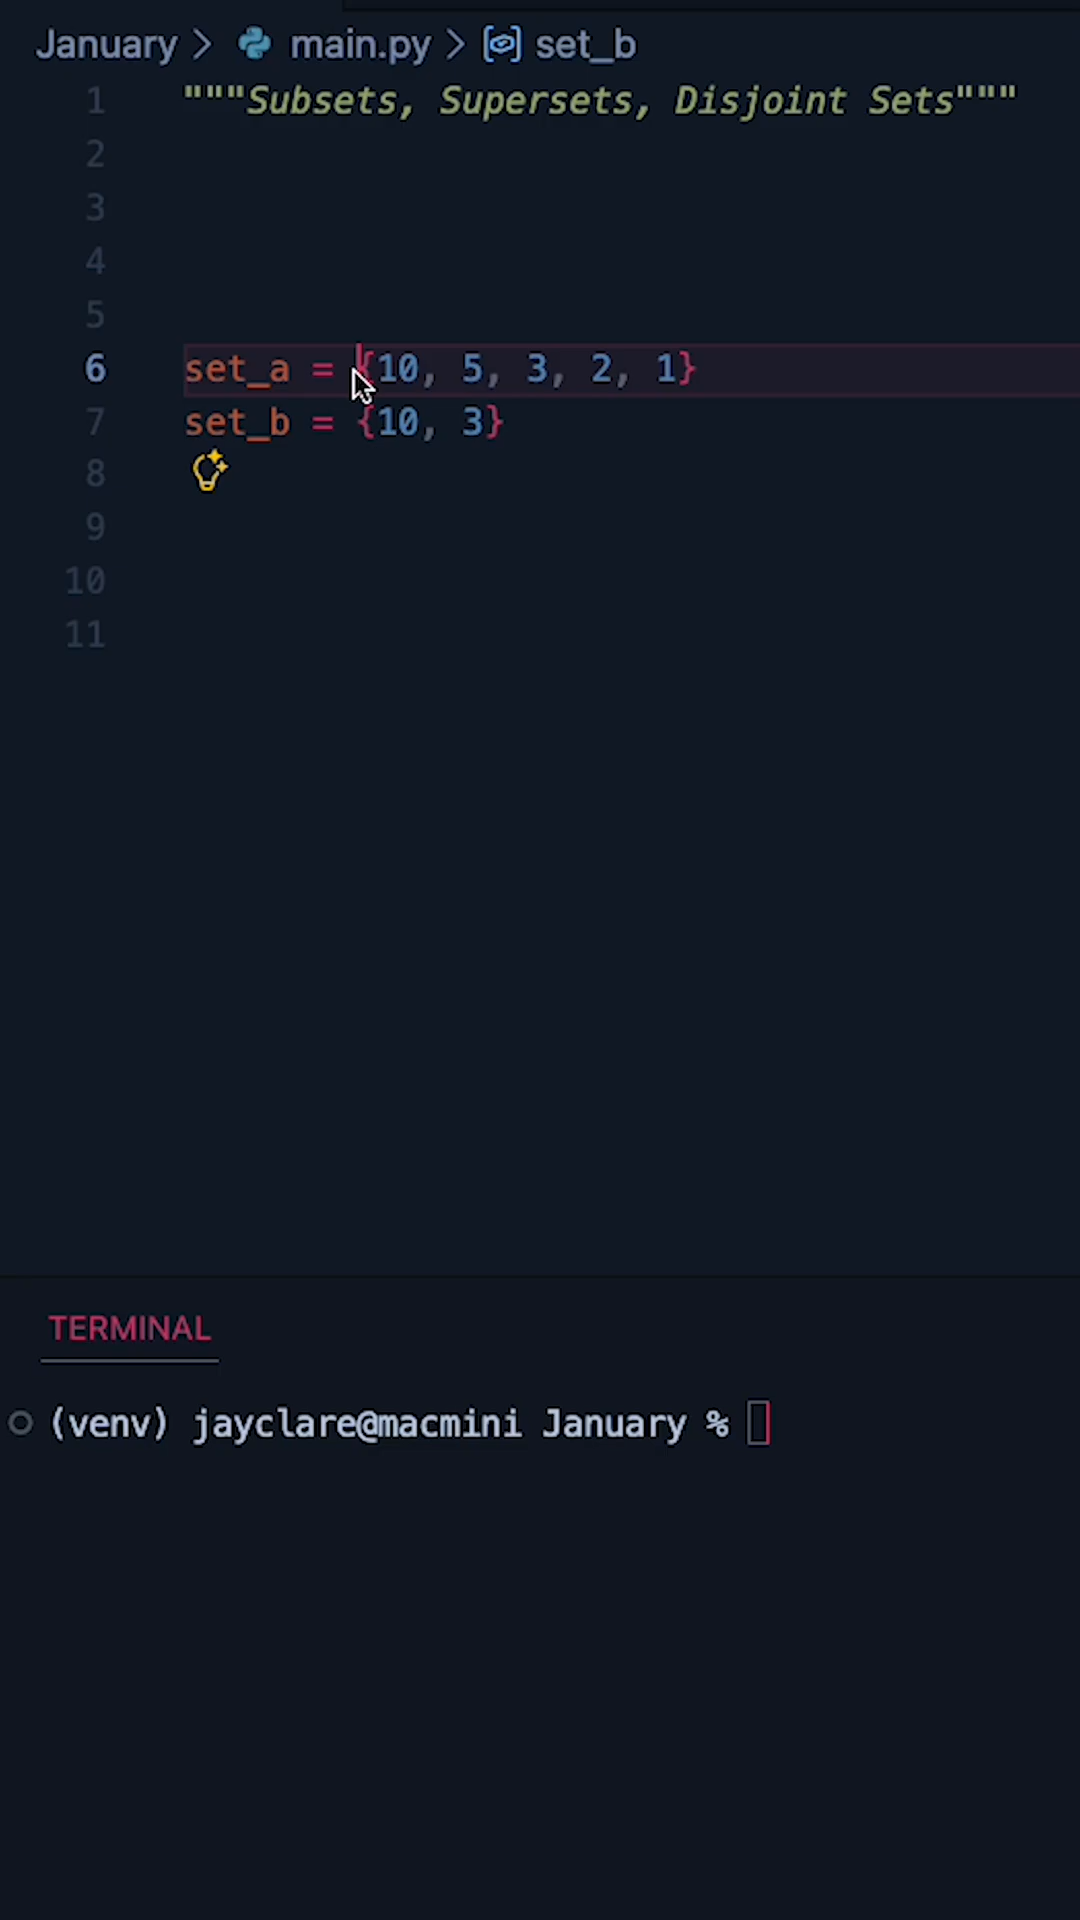 January > main.py > set_b
1 """Subsets, Supersets, Disjoint Sets"""
2
3
4
5
6 set_a = {10, 5, 3, 2, 1}
7 set_b = {10, 3}
8
9
10
11
TERMINAL
(venv) jayclare@macmini January %